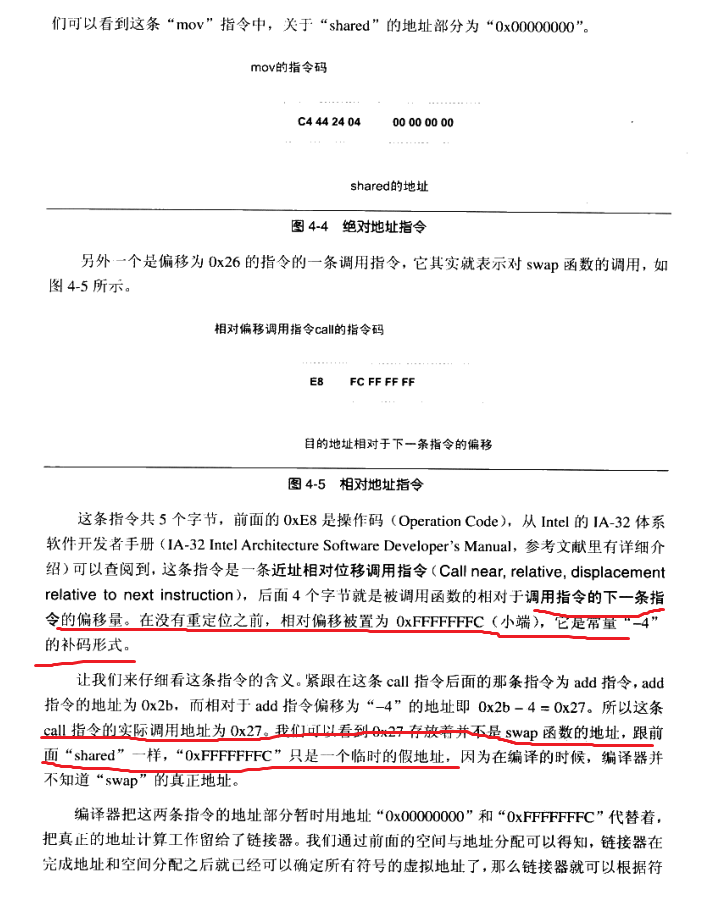 们可以看到这条“mov”指令中，关于“shared”的地址部分为“0x00000000”。
mov的指令码
C4 44 24 04 00 00 00 00
shared的地址
图 4-4 绝对地址指令
另外一个是偏移为 0x26 的指令的一条调用指令，它其实就表示对 swap 函数的调用，如
图 4-5 所示。
相对偏移调用指令call的指令码
E8 FC FF FF FF
目的地址相对于下一条指令的偏移
图 4-5 相对地址指令
这条指令共 5 个字节，前面的 0xE8 是操作码（Operation Code），从 Intel 的 IA-32 体系
软件开发者手册（IA-32 Intel Architecture Software Developer's Manual，参考文献里有详细介
绍）可以查阅到，这条指令是一条近址相对位移调用指令（Call near, relative, displacement
relative to next instruction），后面 4 个字节就是被调用函数的相对于调用指令的下一条指
令的偏移量。在没有重定位之前，相对偏移被置为 0xFFFFFFFC（小端），它是常量“–4”
的补码形式。
让我们来仔细看这条指令的含义。紧跟在这条 call 指令后面的那条指令为 add 指令，add
指令的地址为 0x2b，而相对于 add 指令偏移为“–4”的地址即 0x2b – 4 = 0x27。所以这条
call 指令的实际调用地址为 0x27。我们可以看到 0x27 存放着并不是 swap 函数的地址，跟前
面“shared”一样，“0xFFFFFFFC”只是一个临时的假地址，因为在编译的时候，编译器并
不知道“swap”的真正地址。
编译器把这两条指令的地址部分暂时用地址“0x00000000”和“0xFFFFFFFC”代替着，
把真正的地址计算工作留给了链接器。我们通过前面的空间与地址分配可以得知，链接器在
完成地址和空间分配之后就已经可以确定所有符号的虚拟地址了，那么链接器就可以根据符